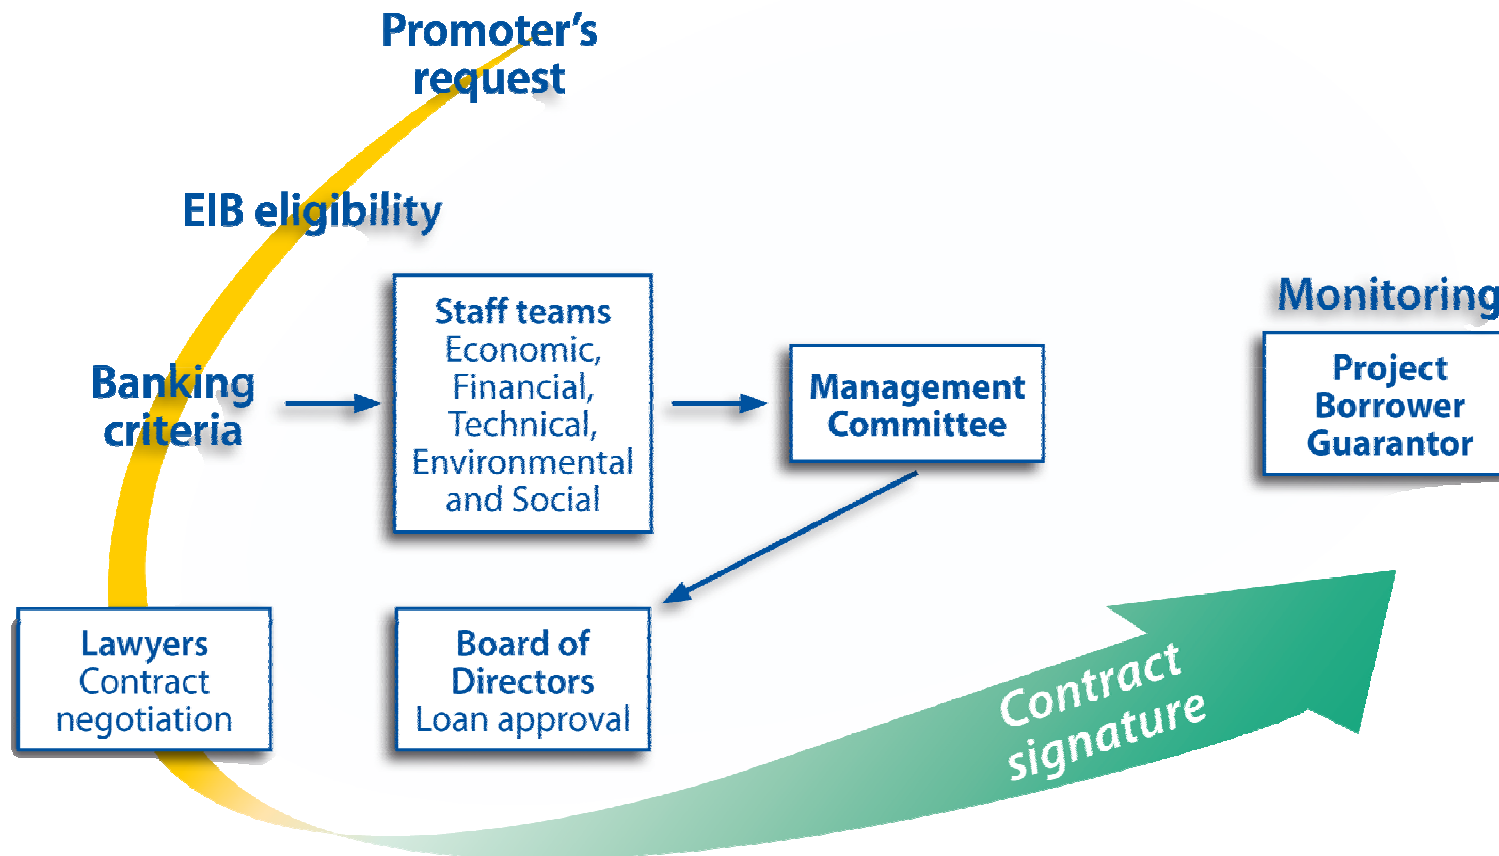 Promoter's
request
EIB eligibility
Banking
criteria
Staff teams
Economic,
Financial,
Technical,
Environmental
and Social
Management
Committee
Monitoring
Project
Borrower
Guarantor
Lawyers
Contract
negotiation
Board of
Directors
Loan approval
Contract
signature